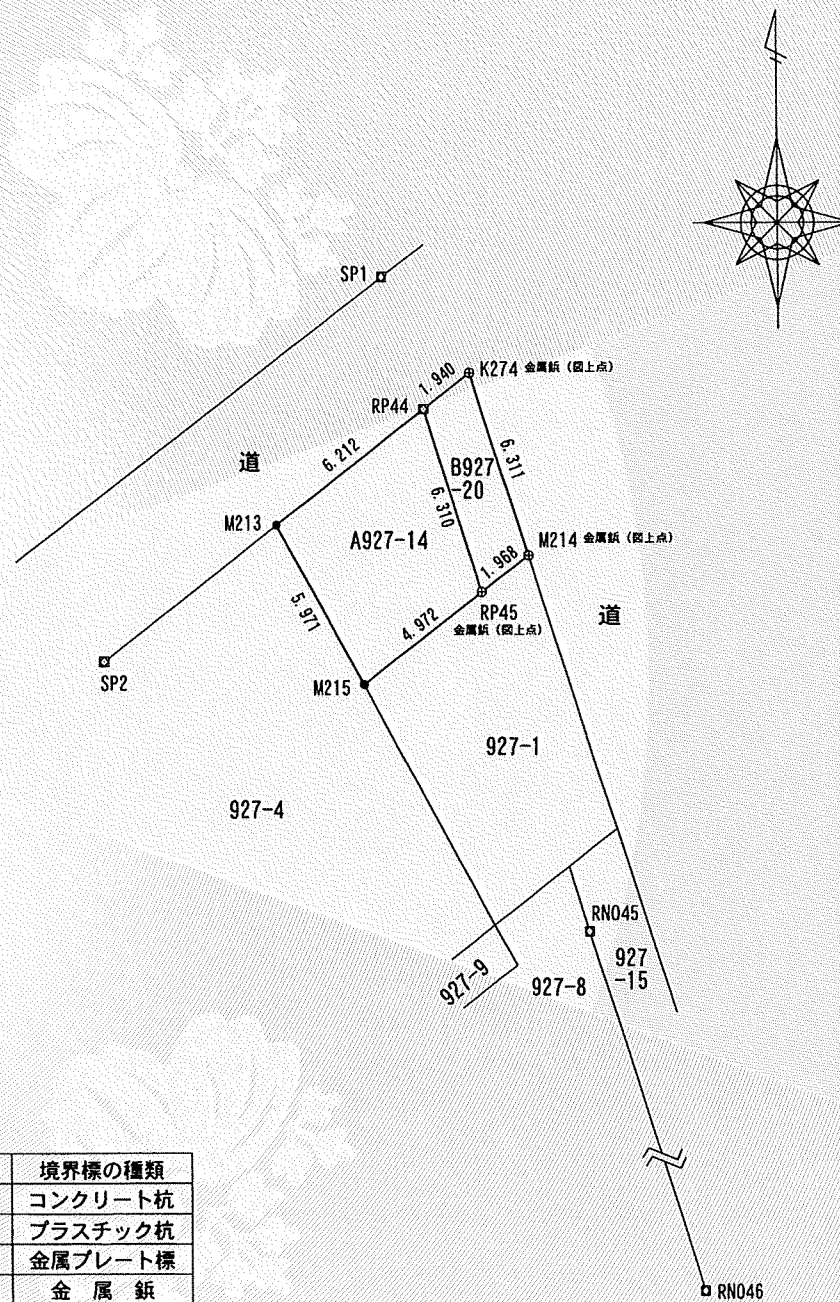 SP1
K274 金属鋲（図上点）
1.940
RP44
道
6.212
6.311
B927
-20
6.310
M213
A927-14
M214 金属鋲（図上点）
1.968
道
5.971
RP45
金属鋲（図上点）
4.972
SP2
M215
927-1
927-4
RN045
927
-15
927-9
927-8
境界標の種類
コンクリート杭
プラスチック杭
金属プレート標
金属鋲
RN046